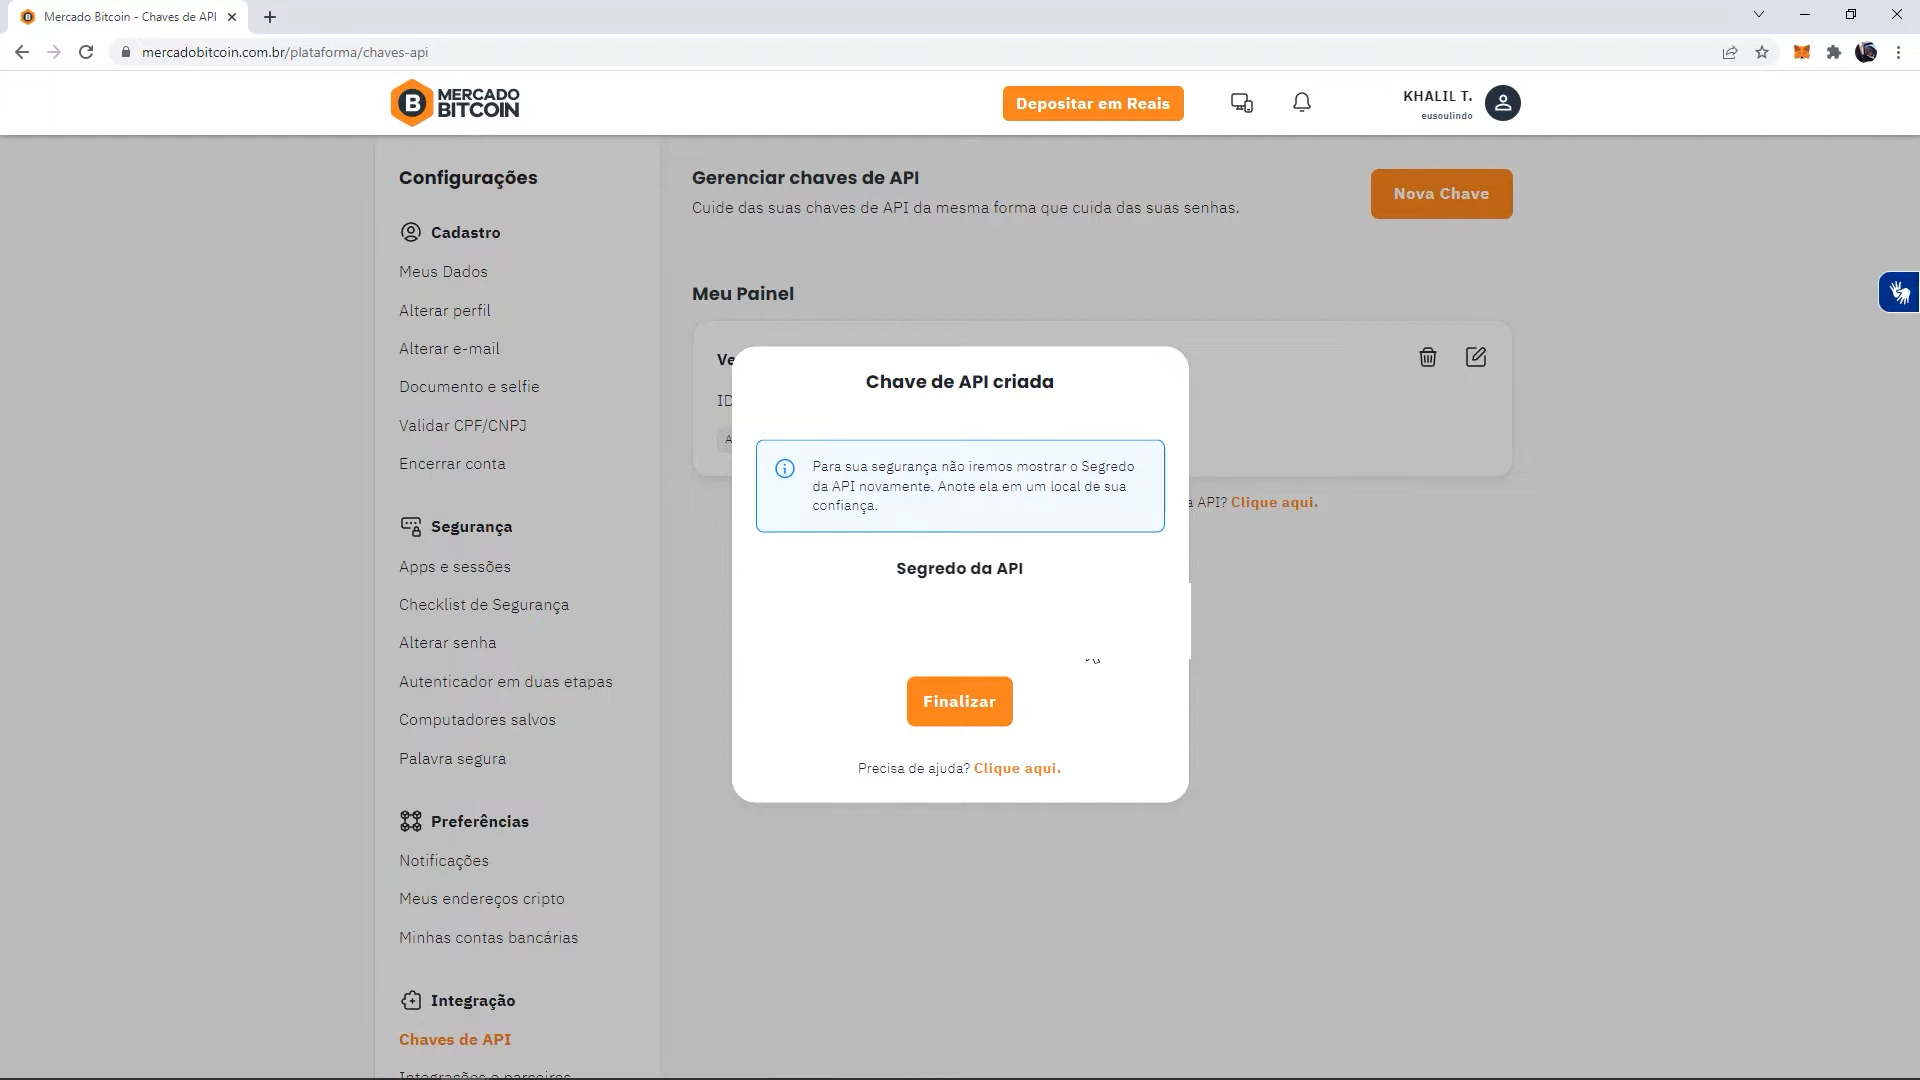 Mercado Bitcoin - Chaves de API
mercadobitcoin.com.br/plataforma/chaves-api
MERCADO
BITCOIN
Depositar em Reais
KHALIL T.
eusoulindo
Configurações
Cadastro
Meus Dados
Alterar perfil
Alterar e-mail
Documento e selfie
Validar CPF/CNPJ
Encerrar conta
Segurança
Apps e sessões
Checklist de Segurança
Alterar senha
Autenticador em duas etapas
Computadores salvos
Palavra segura
Preferências
Notificações
Meus endereços cripto
Minhas contas bancárias
Integração
Chaves de API
Integrações e parceiros
Gerenciar chaves de API
Cuide das suas chaves de API da mesma forma que cuida das suas senhas.
Nova Chave
Meu Painel
API? Clique aqui.
Chave de API criada
Para sua segurança não iremos mostrar o Segredo
da API novamente. Anote ela em um local de sua
confiança.
Segredo da API
Finalizar
Precisa de ajuda? Clique aqui.